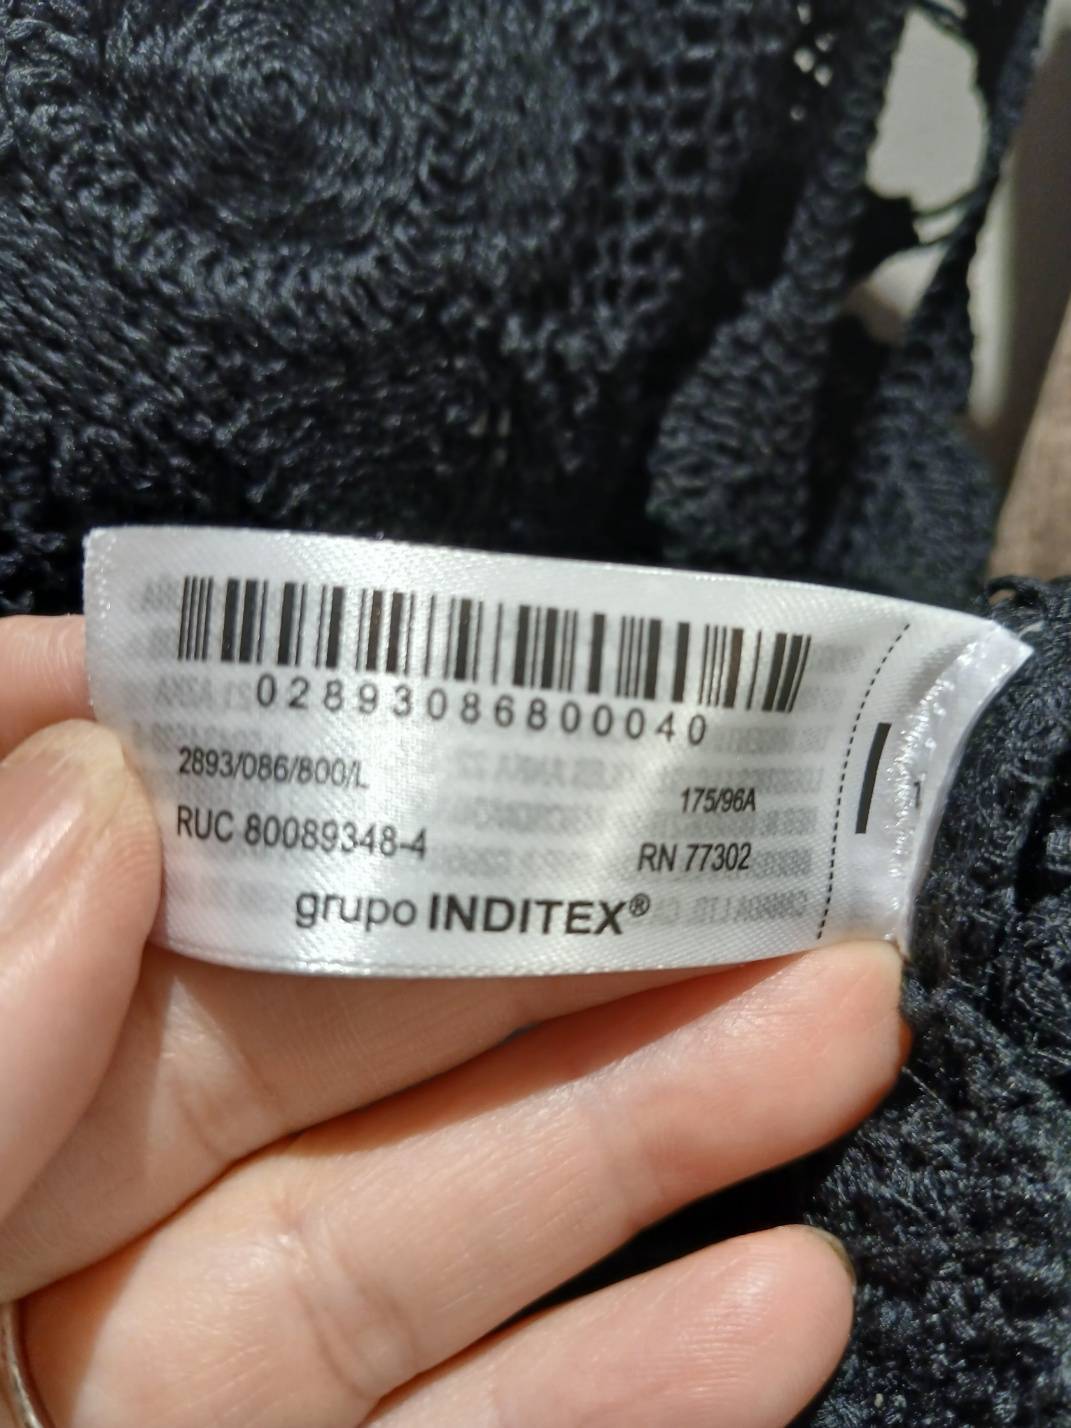 02893086800040
2893/086/800/L
175/96A
RUC 80089348-4
RN 77302
grupo INDITEX®